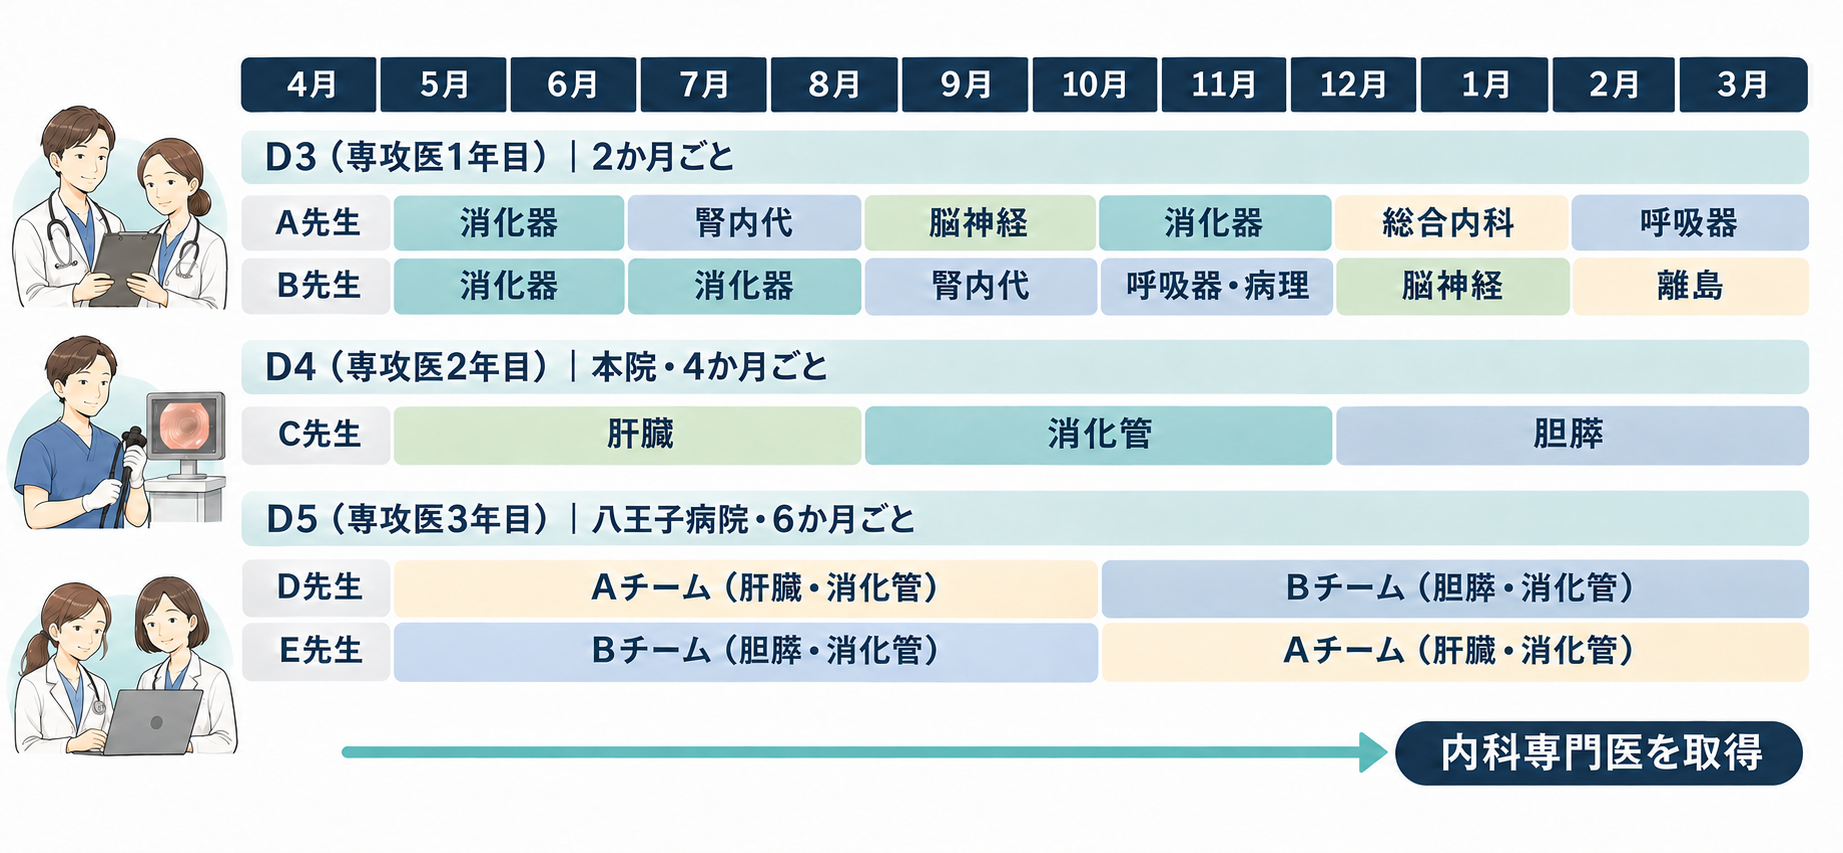 4月 5月 6月 7月 8月 9月 10月 11月 12月 1月 2月 3月
D3（専攻医1年目）｜2か月ごと
A先生 消化器 腎内代 脳神経 消化器 総合内科 呼吸器
B先生 消化器 消化器 腎内代 呼吸器・病理 脳神経 離島
D4（専攻医2年目）｜本院・4か月ごと
C先生 肝臓 消化管 胆膵
D5（専攻医3年目）｜八王子病院・6か月ごと
D先生 Aチーム（肝臓・消化管） Bチーム（胆膵・消化管）
E先生 Bチーム（胆膵・消化管） Aチーム（肝臓・消化管）
内科専門医を取得